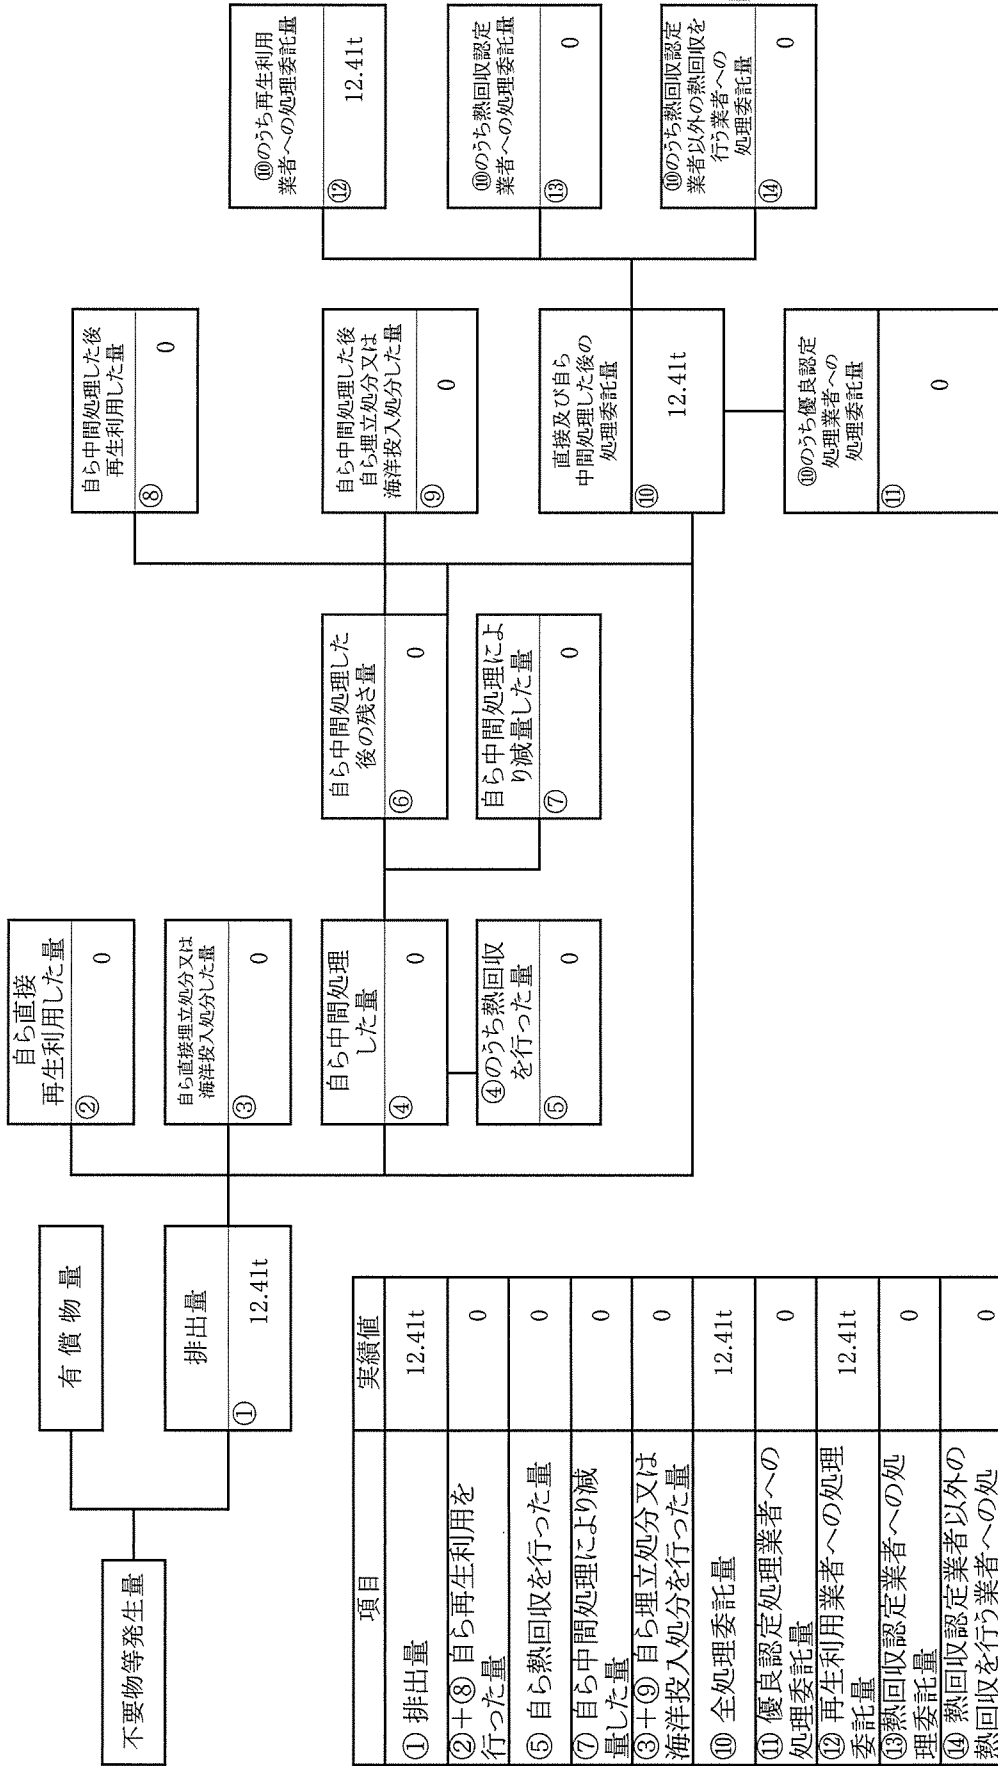 不要物等発生量
有償物量
排出量
①
12.41t
自ら直接
再生利用した量
②
0
自ら直接埋立処分又は
海洋投入処分した量
③
0
自ら中間処理
した量
④
0
④のうち熱回収
を行った量
⑤
0
自ら中間処理した
後の残さ量
⑥
0
自ら中間処理によ
り減量した量
⑦
0
自ら中間処理した後
再生利用した量
⑧
0
自ら中間処理した後
自ら埋立処分又は
海洋投入処分した量
⑨
0
直接及び自ら
中間処理した後の
処理委託量
⑩
12.41t
⑩のうち優良認定
処理業者への
処理委託量
⑪
0
⑩のうち再生利用
業者への処理委託量
⑫
12.41t
⑩のうち熱回収認定
業者への処理委託量
⑬
0
⑩のうち熱回収認定
業者以外の熱回収を
行う業者への
処理委託量
⑭
0
項目 実績値
① 排出量 12.41t
②+⑧ 自ら再生利用を
行った量 0
⑤ 自ら熱回収を行った量 0
⑦ 自ら中間処理により減
量した量 0
③+⑨ 自ら埋立処分又は
海洋投入処分を行った量 0
⑩ 全処理委託量 12.41t
⑪ 優良認定処理業者への
処理委託量 0
⑫ 再生利用業者への処理
委託量 12.41t
⑬熱回収認定業者への処
理委託量 0
⑭ 熱回収認定業者以外の
熱回収を行う業者への処 0